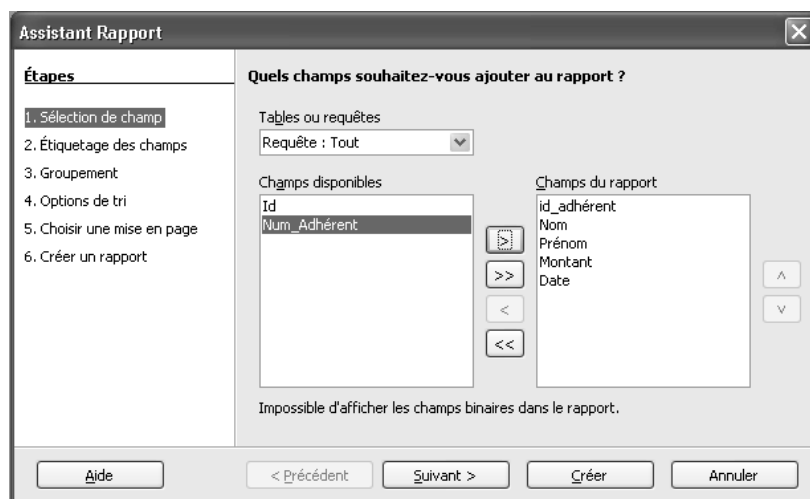 Assistant Rapport
Étapes
1. Sélection de champ
2. Étiquetage des champs
3. Groupement
4. Options de tri
5. Choisir une mise en page
6. Créer un rapport
Quels champs souhaitez-vous ajouter au rapport ?
Tables ou requêtes
Requête : Tout
Champs disponibles
Id
Num_Adhérent
>
>>
<
<<
Champs du rapport
id_adhérent
Nom
Prénom
Montant
Date
Impossible d'afficher les champs binaires dans le rapport.
Aide
< Précédent
Suivant >
Créer
Annuler